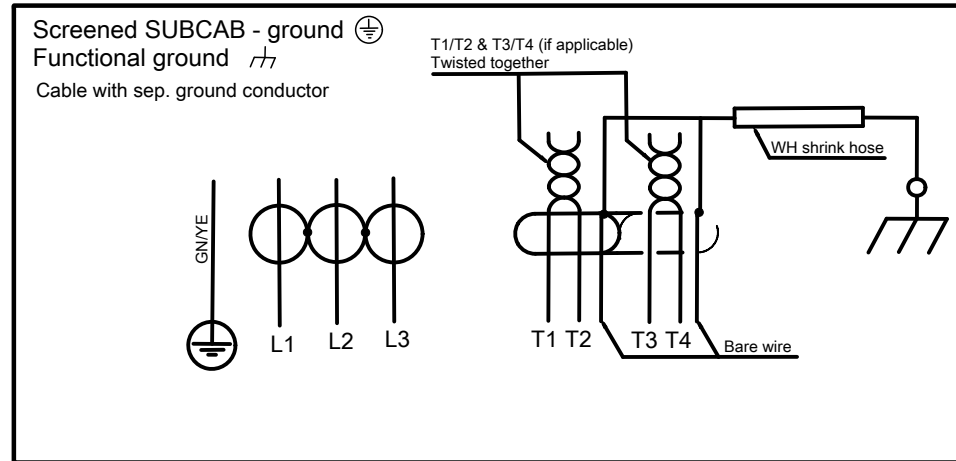 Screened SUBCAB - ground
Functional ground
Cable with sep. ground conductor
T1/T2 & T3/T4 (if applicable)
Twisted together
WH shrink hose
GN/YE
L1 L2 L3
T1 T2 T3 T4
Bare wire